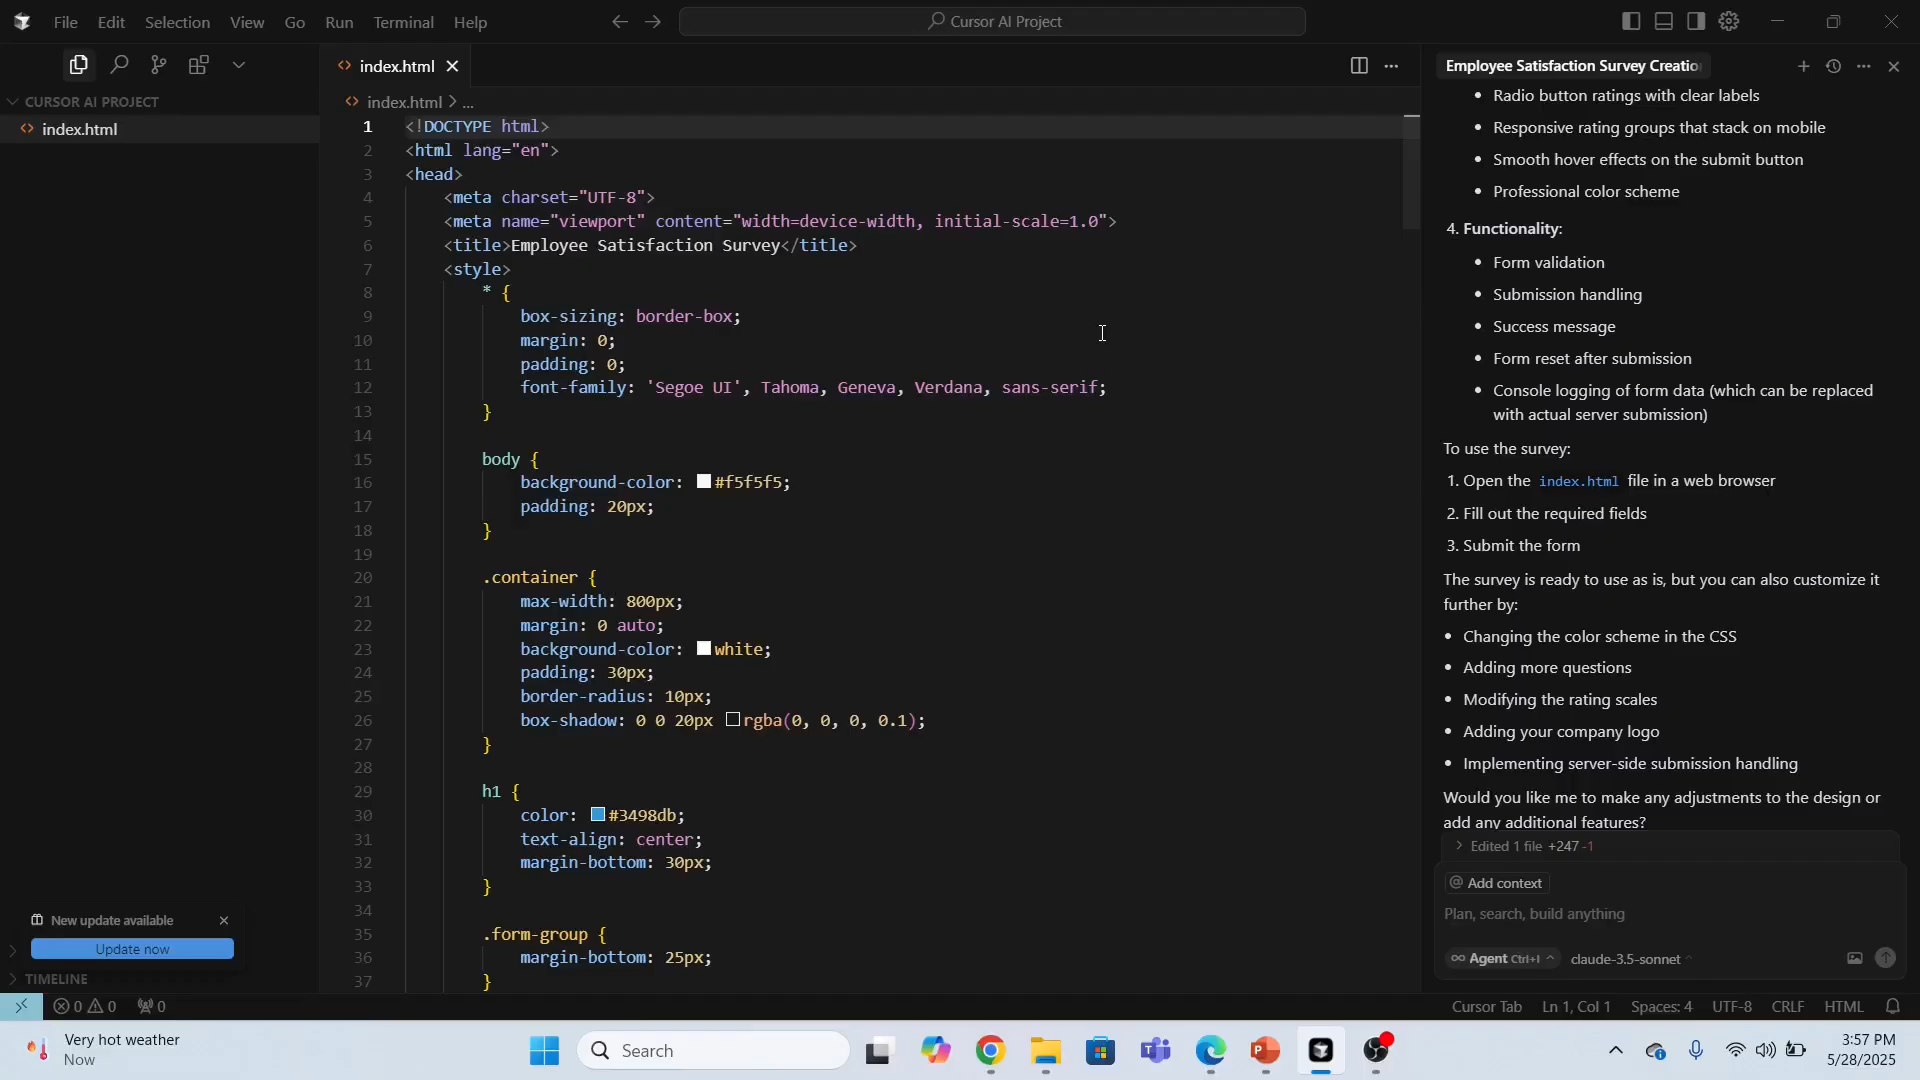 File Edit Selection View Go Run Terminal Help
Cursor AI Project
CURSOR AI PROJECT
index.html
New update available
Update now
TIMELINE
index.html
index.html > ...
1 <!DOCTYPE html>
2 <html lang="en">
3 <head>
4 <meta charset="UTF-8">
5 <meta name="viewport" content="width=device-width, initial-scale=1.0">
6 <title>Employee Satisfaction Survey</title>
7 <style>
8 * {
9 box-sizing: border-box;
10 margin: 0;
11 padding: 0;
12 font-family: 'Segoe UI', Tahoma, Geneva, Verdana, sans-serif;
13 }
14
15 body {
16 background-color: #f5f5f5;
17 padding: 20px;
18 }
19
20 .container {
21 max-width: 800px;
22 margin: 0 auto;
23 background-color: white;
24 padding: 30px;
25 border-radius: 10px;
26 box-shadow: 0 0 20px rgba(0, 0, 0, 0.1);
27 }
28
29 h1 {
30 color: #3498db;
31 text-align: center;
32 margin-bottom: 30px;
33 }
34
35 .form-group {
36 margin-bottom: 25px;
37 }
Employee Satisfaction Survey Creatio
• Radio button ratings with clear labels
• Responsive rating groups that stack on mobile
• Smooth hover effects on the submit button
• Professional color scheme
4. Functionality:
• Form validation
• Submission handling
• Success message
• Form reset after submission
• Console logging of form data (which can be replaced
with actual server submission)
To use the survey:
1. Open the index.html file in a web browser
2. Fill out the required fields
3. Submit the form
The survey is ready to use as is, but you can also customize it
further by:
• Changing the color scheme in the CSS
• Adding more questions
• Modifying the rating scales
• Adding your company logo
• Implementing server-side submission handling
Would you like me to make any adjustments to the design or
add any additional features?
> Edited 1 file +247 -1
@ Add context
Plan, search, build anything
∞ Agent Ctrl+I ^ claude-3.5-sonnet ^
0 0 0
Cursor Tab Ln 1, Col 1 Spaces: 4 UTF-8 CRLF HTML
Very hot weather
Now
Search
3:57 PM
5/28/2025